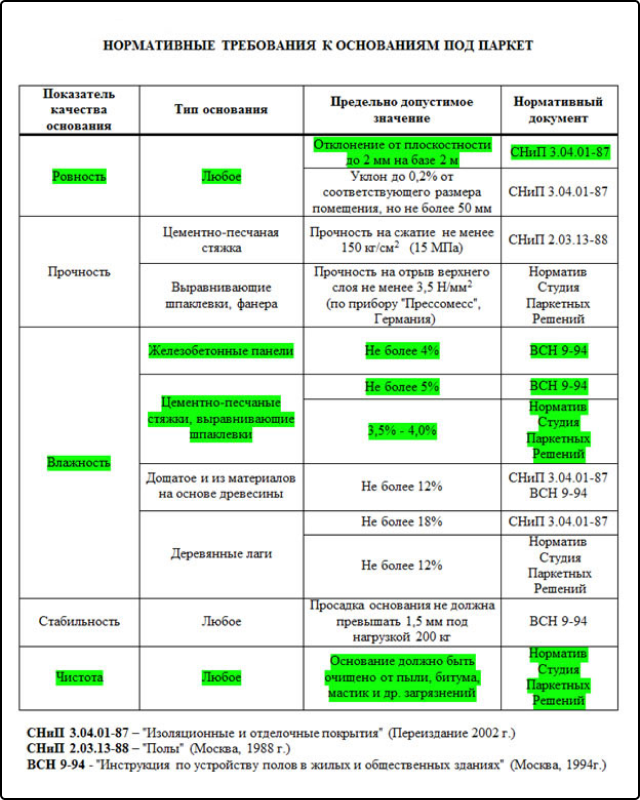 НОРМАТИВНЫЕ ТРЕБОВАНИЯ К ОСНОВАНИЯМ ПОД ПАРКЕТ
Показатель
качества
основания
Тип основания
Предельно допустимое
значение
Нормативный
документ
Ровность
Любое
Отклонение от плоскостности
до 2 мм на базе 2 м
СНиП 3.04.01-87
Уклон до 0,2% от
соответствующего размера
помещения, но не более 50 мм
СНиП 3.04.01-87
Прочность
Цементно-песчаная
стяжка
Прочность на сжатие не менее
150 кг/см² (15 МПа)
СНиП 2.03.13-88
Выравнивающие
шпаклевки, фанера
Прочность на отрыв верхнего
слоя не менее 3,5 Н/мм²
(по прибору "Прессомесс",
Германия)
Норматив
Студия
Паркетных
Решений
Влажность
Железобетонные панели
Не более 4%
ВСН 9-94
Цементно-песчаные
стяжки, выравнивающие
шпаклевки
Не более 5%
ВСН 9-94
3,5% - 4,0%
Норматив
Студия
Паркетных
Решений
Дощатое и из материалов
на основе древесины
Не более 12%
СНиП 3.04.01-87
ВСН 9-94
Деревянные лаги
Не более 18%
СНиП 3.04.01-87
Не более 12%
Норматив
Студия
Паркетных
Решений
Стабильность
Любое
Просадка основания не должна
превышать 1,5 мм под
нагрузкой 200 кг
ВСН 9-94
Чистота
Любое
Основание должно быть
очищено от пыли, битума,
мастик и др. загрязнений
Норматив
Студия
Паркетных
Решений
СНиП 3.04.01-87 – "Изоляционные и отделочные покрытия" (Переиздание 2002 г.)
СНиП 2.03.13-88 – "Полы" (Москва, 1988 г.)
ВСН 9-94 - "Инструкция по устройству полов в жилых и общественных зданиях" (Москва, 1994г.)